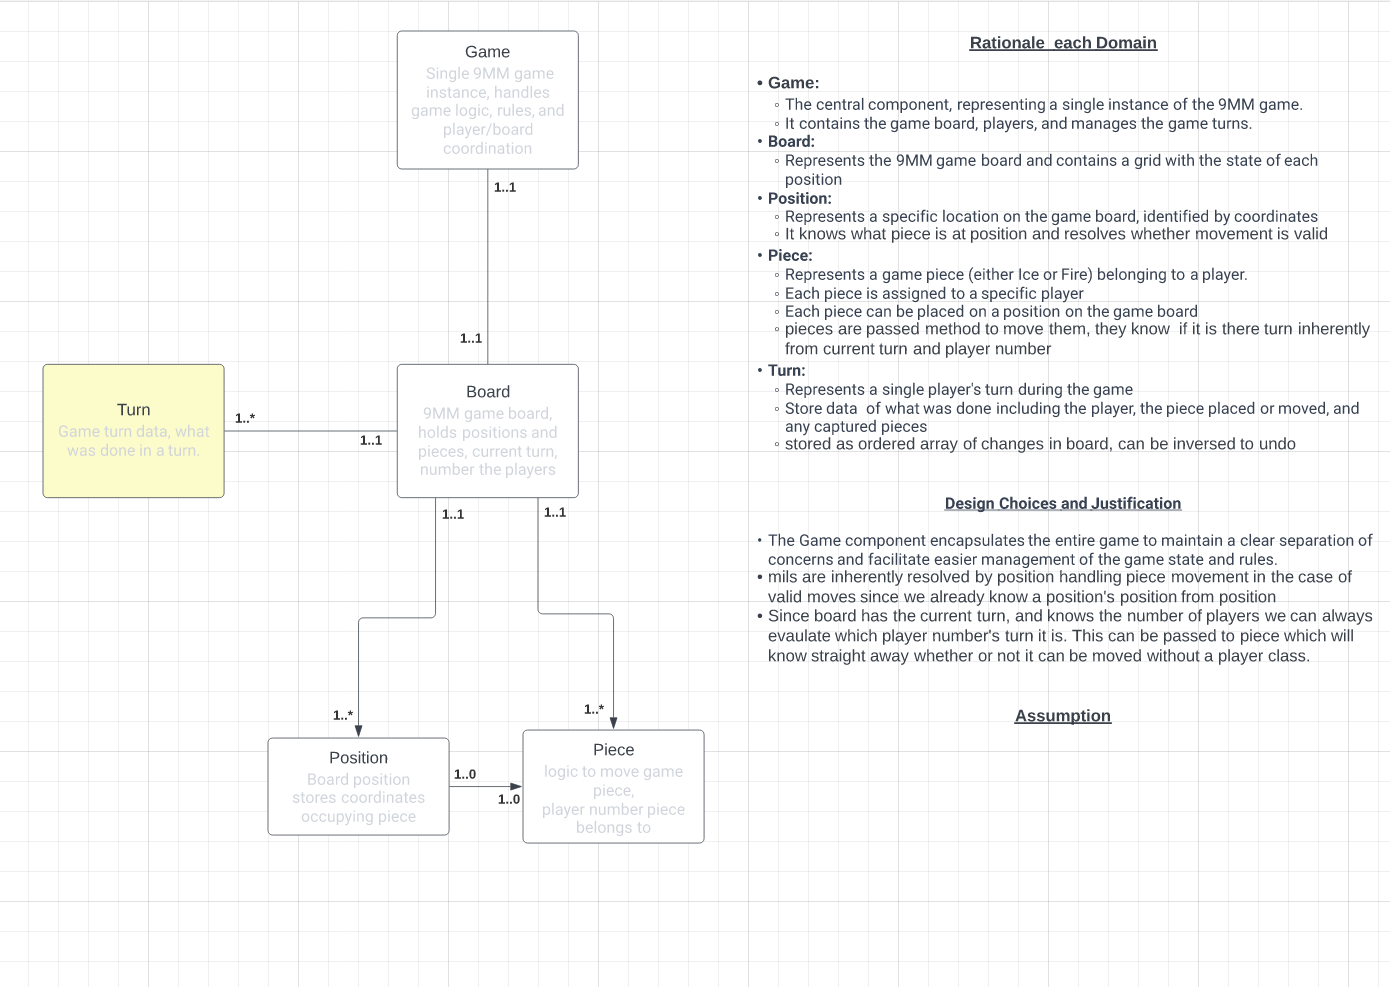 Game
Single 9MM game
instance, handles
game logic, rules, and
player/board
coordination
1..1
1..1
Turn
Game turn data, what
was done in a turn.
1..*
1..1
Board
9MM game board,
holds positions and
pieces, current turn,
number the players
1..1
1..1
1..*
1..*
Position
Board position
stores coordinates
occupying piece
1..0
1..0
Piece
logic to move game
piece,
player number piece
belongs to
Rationale  each Domain
• Game:
◦ The central component, representing a single instance of the 9MM game.
◦ It contains the game board, players, and manages the game turns.
• Board:
◦ Represents the 9MM game board and contains a grid with the state of each
position
• Position:
◦ Represents a specific location on the game board, identified by coordinates
◦ It knows what piece is at position and resolves whether movement is valid
• Piece:
◦ Represents a game piece (either Ice or Fire) belonging to a player.
◦ Each piece is assigned to a specific player
◦ Each piece can be placed on a position on the game board
◦ pieces are passed method to move them, they know  if it is there turn inherently
from current turn and player number
• Turn:
◦ Represents a single player's turn during the game
◦ Store data  of what was done including the player, the piece placed or moved, and
any captured pieces
◦ stored as ordered array of changes in board, can be inversed to undo
Design Choices and Justification
• The Game component encapsulates the entire game to maintain a clear separation of
concerns and facilitate easier management of the game state and rules.
• mils are inherently resolved by position handling piece movement in the case of
valid moves since we already know a position's position from position
• Since board has the current turn, and knows the number of players we can always
evaulate which player number's turn it is. This can be passed to piece which will
know straight away whether or not it can be moved without a player class.
Assumption